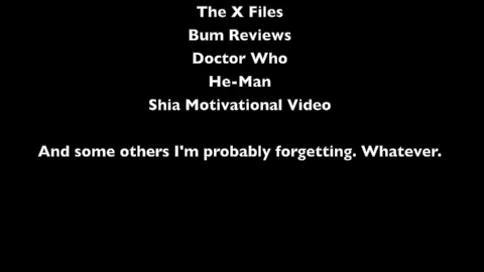 The X Files
Bum Reviews
Doctor Who
He-Man
Shia Motivational Video
And some others I'm probably forgetting. Whatever.